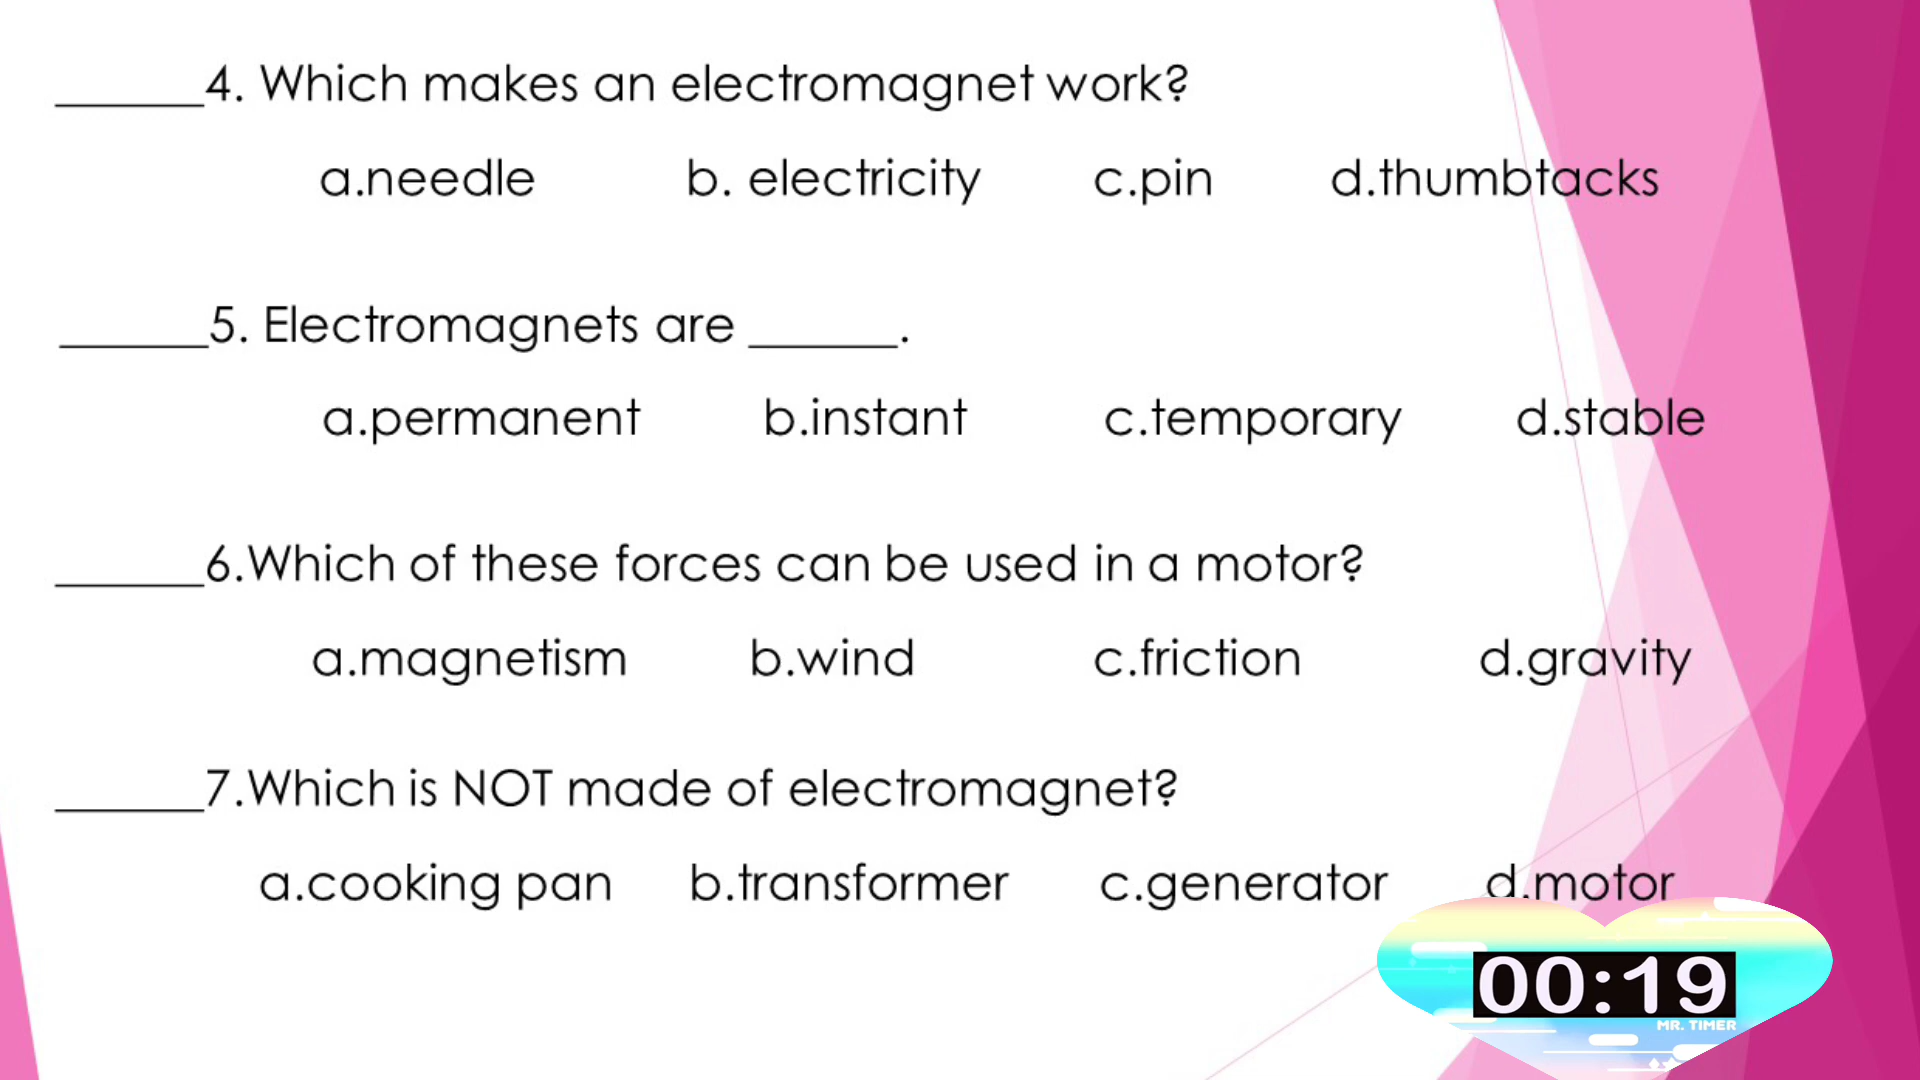 ______4. Which makes an electromagnet work?
a.needle b. electricity c.pin d.thumbtacks
______5. Electromagnets are ______.
a.permanent b.instant c.temporary d.stable
______6.Which of these forces can be used in a motor?
a.magnetism b.wind c.friction d.gravity
______7.Which is NOT made of electromagnet?
a.cooking pan b.transformer c.generator d.motor
00:19
MR. TIMER